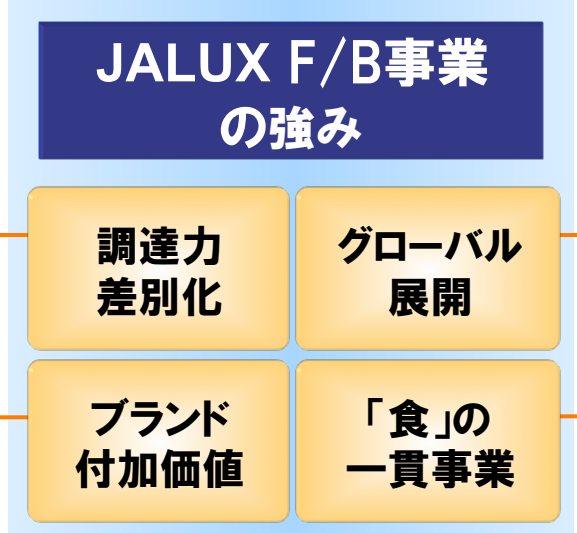 JALUX F/B事業
の強み
調達力
差別化
グローバル
展開
ブランド
付加価値
「食」の
一貫事業